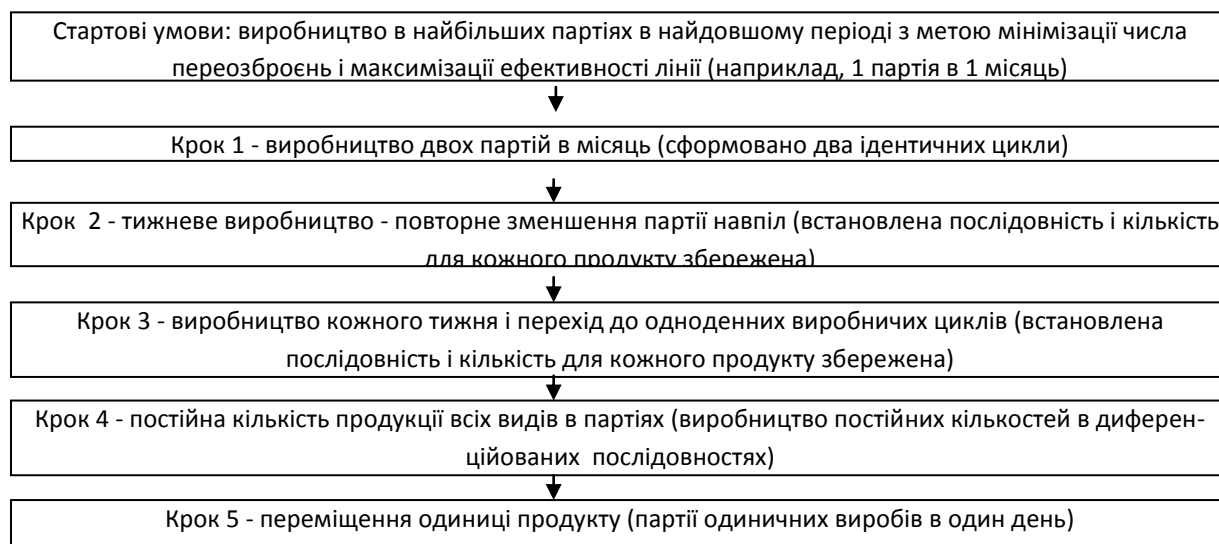 Стартові умови: виробництво в найбільших партіях в найдовшому періоді з метою мінімізації числа
переозброєнь і максимізації ефективності лінії (наприклад, 1 партія в 1 місяць)
Крок 1 - виробництво двох партій в місяць (сформовано два ідентичних цикли)
Крок 2 - тижневе виробництво - повторне зменшення партії навпіл (встановлена послідовність і кількість
для кожного продукту збережена)
Крок 3 - виробництво кожного тижня і перехід до одноденних виробничих циклів (встановлена
послідовність і кількість для кожного продукту збережена)
Крок 4 - постійна кількість продукції всіх видів в партіях (виробництво постійних кількостей в диферен-
ційованих послідовностях)
Крок 5 - переміщення одиниці продукту (партії одиничних виробів в один день)